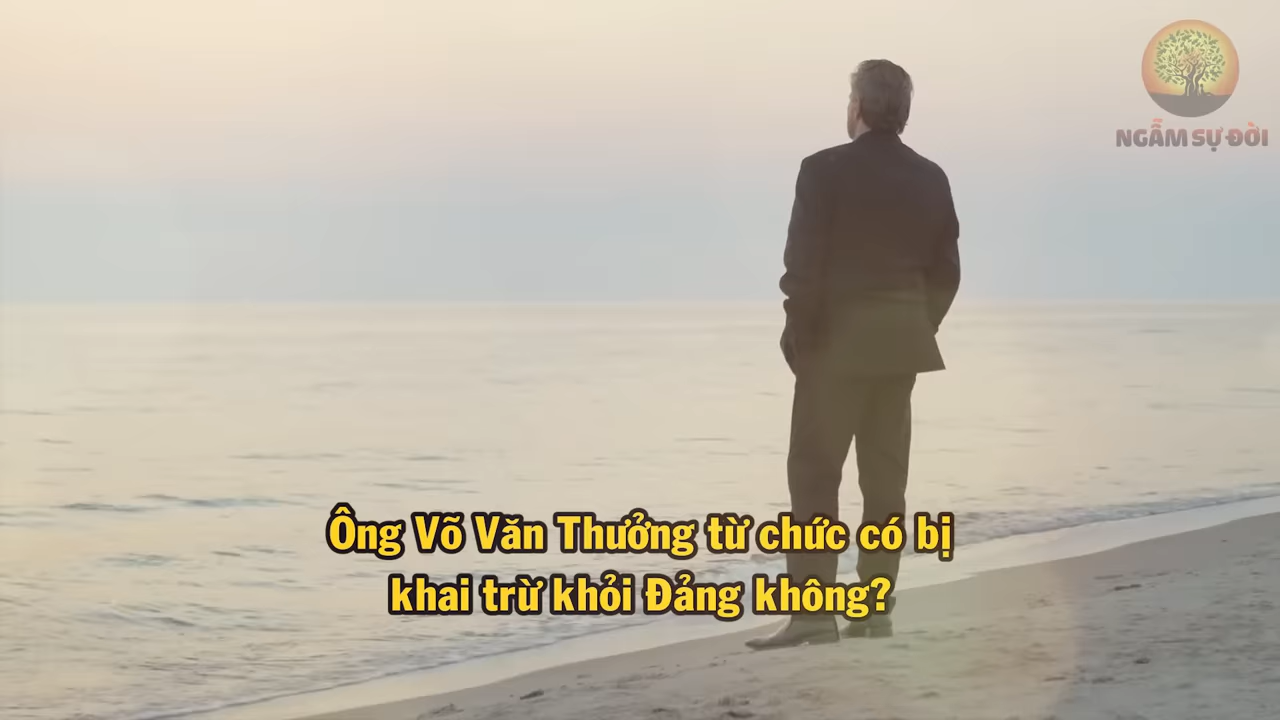 NGẪM SỰ ĐỜI
Ông Võ Văn Thưởng từ chức có bị
khai trừ khỏi Đảng không?